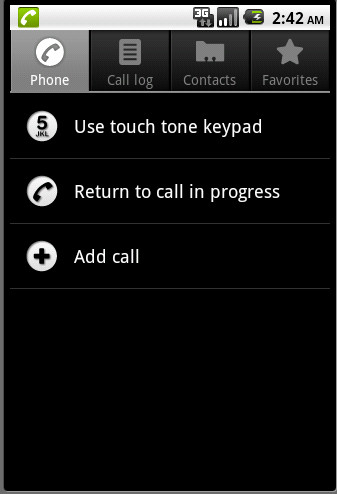 3G 2:42 AM
Phone Call log Contacts Favorites
5 JKL Use touch tone keypad
Return to call in progress
Add call